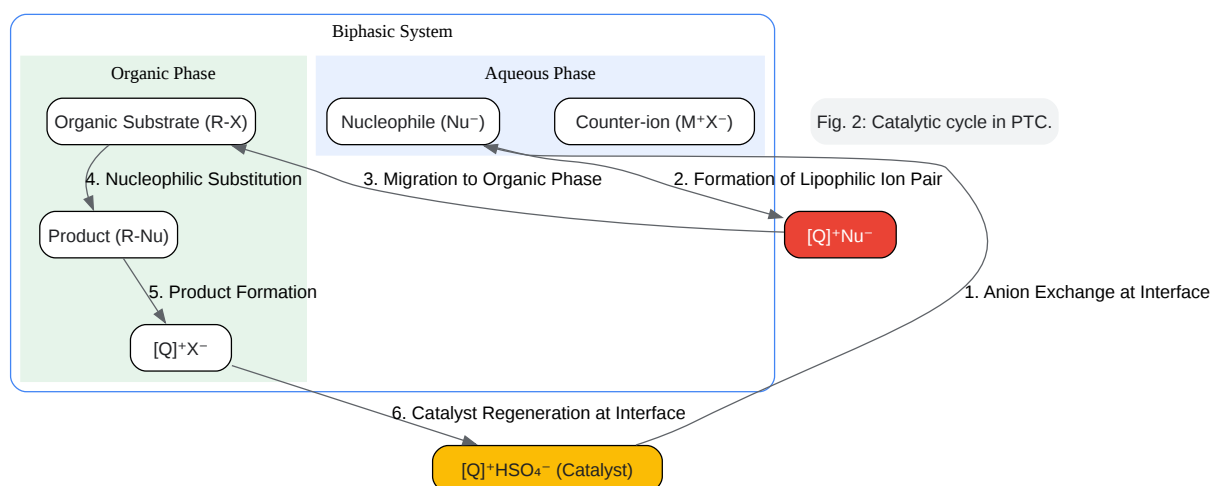 Biphasic System
Organic Phase
Aqueous Phase
Organic Substrate (R-X)
Nucleophile (Nu⁻)
Counter-ion (M⁺X⁻)
Fig. 2: Catalytic cycle in PTC.
4. Nucleophilic Substitution
3. Migration to Organic Phase
2. Formation of Lipophilic Ion Pair
Product (R-Nu)
[Q]⁺Nu⁻
5. Product Formation
1. Anion Exchange at Interface
[Q]⁺X⁻
6. Catalyst Regeneration at Interface
[Q]⁺HSO₄⁻ (Catalyst)